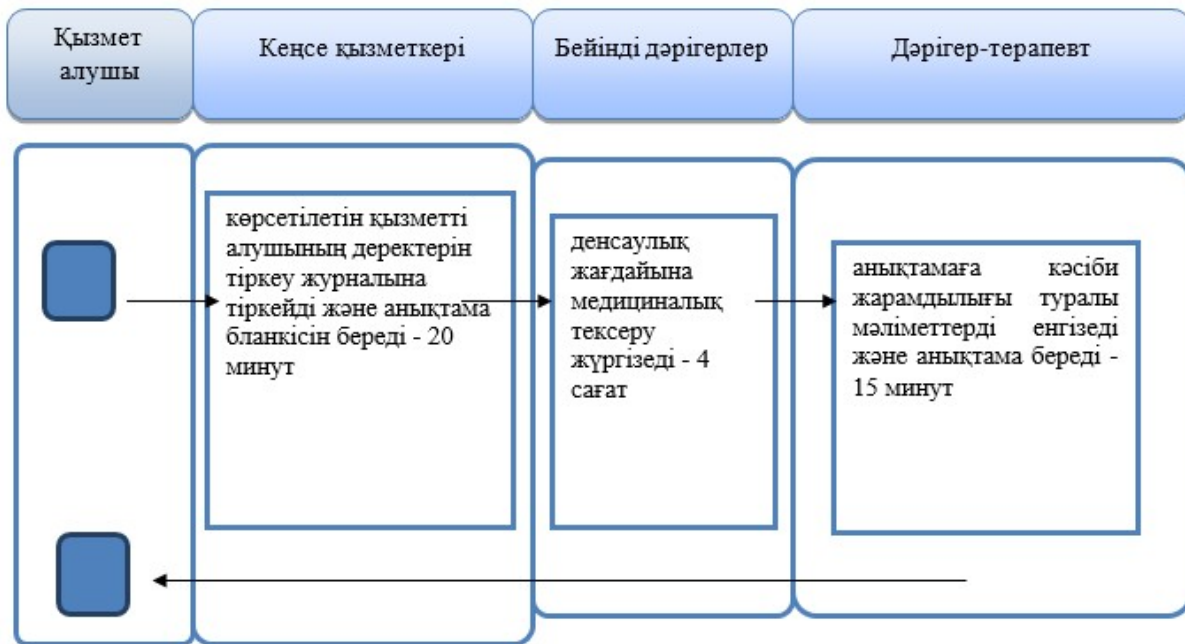 Қызмет
алушы
Кеңсе қызметкері
Бейінді дәрігерлер
Дәрігер-терапевт
көрсетілетін қызметті
алушының деректерін
тіркеу журналына
тіркейді және анықтама
бланкісін береді - 20
минут
денсаулық
жағдайына
медициналық
тексеру
жүргізеді - 4
сағат
анықтамаға кәсіби
жарамдылығы туралы
мәліметтерді енгізеді
және анықтама береді -
15 минут